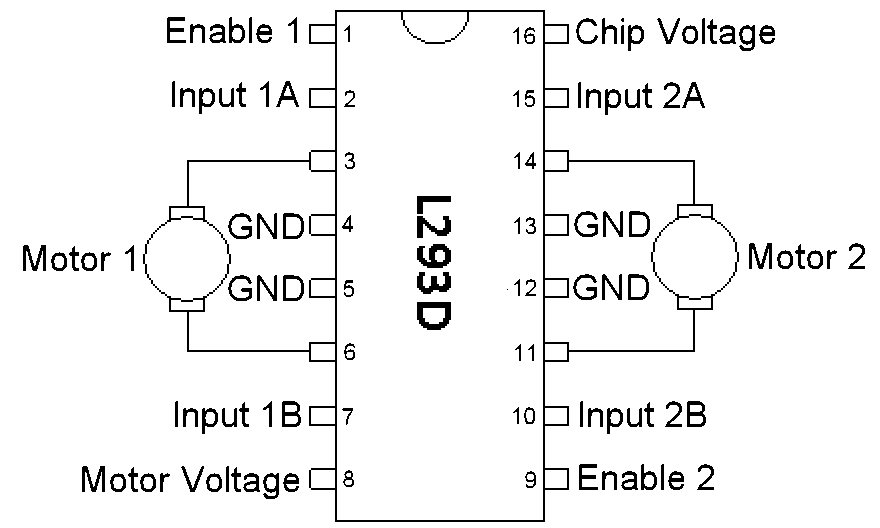 Enable 1 1 16 Chip Voltage
Input 1A 2 15 Input 2A
3 14
GND 4 13 GND
Motor 1 L293D Motor 2
GND 5 12 GND
6 11
Input 1B 7 10 Input 2B
Motor Voltage 8 9 Enable 2